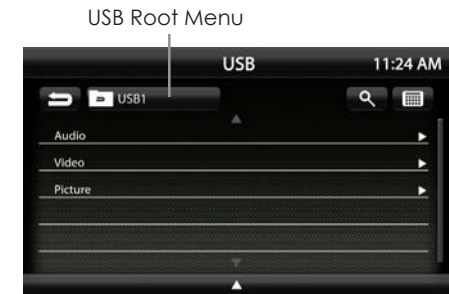 USB Root Menu
USB 11:24 AM
USB1
Audio
Video
Picture